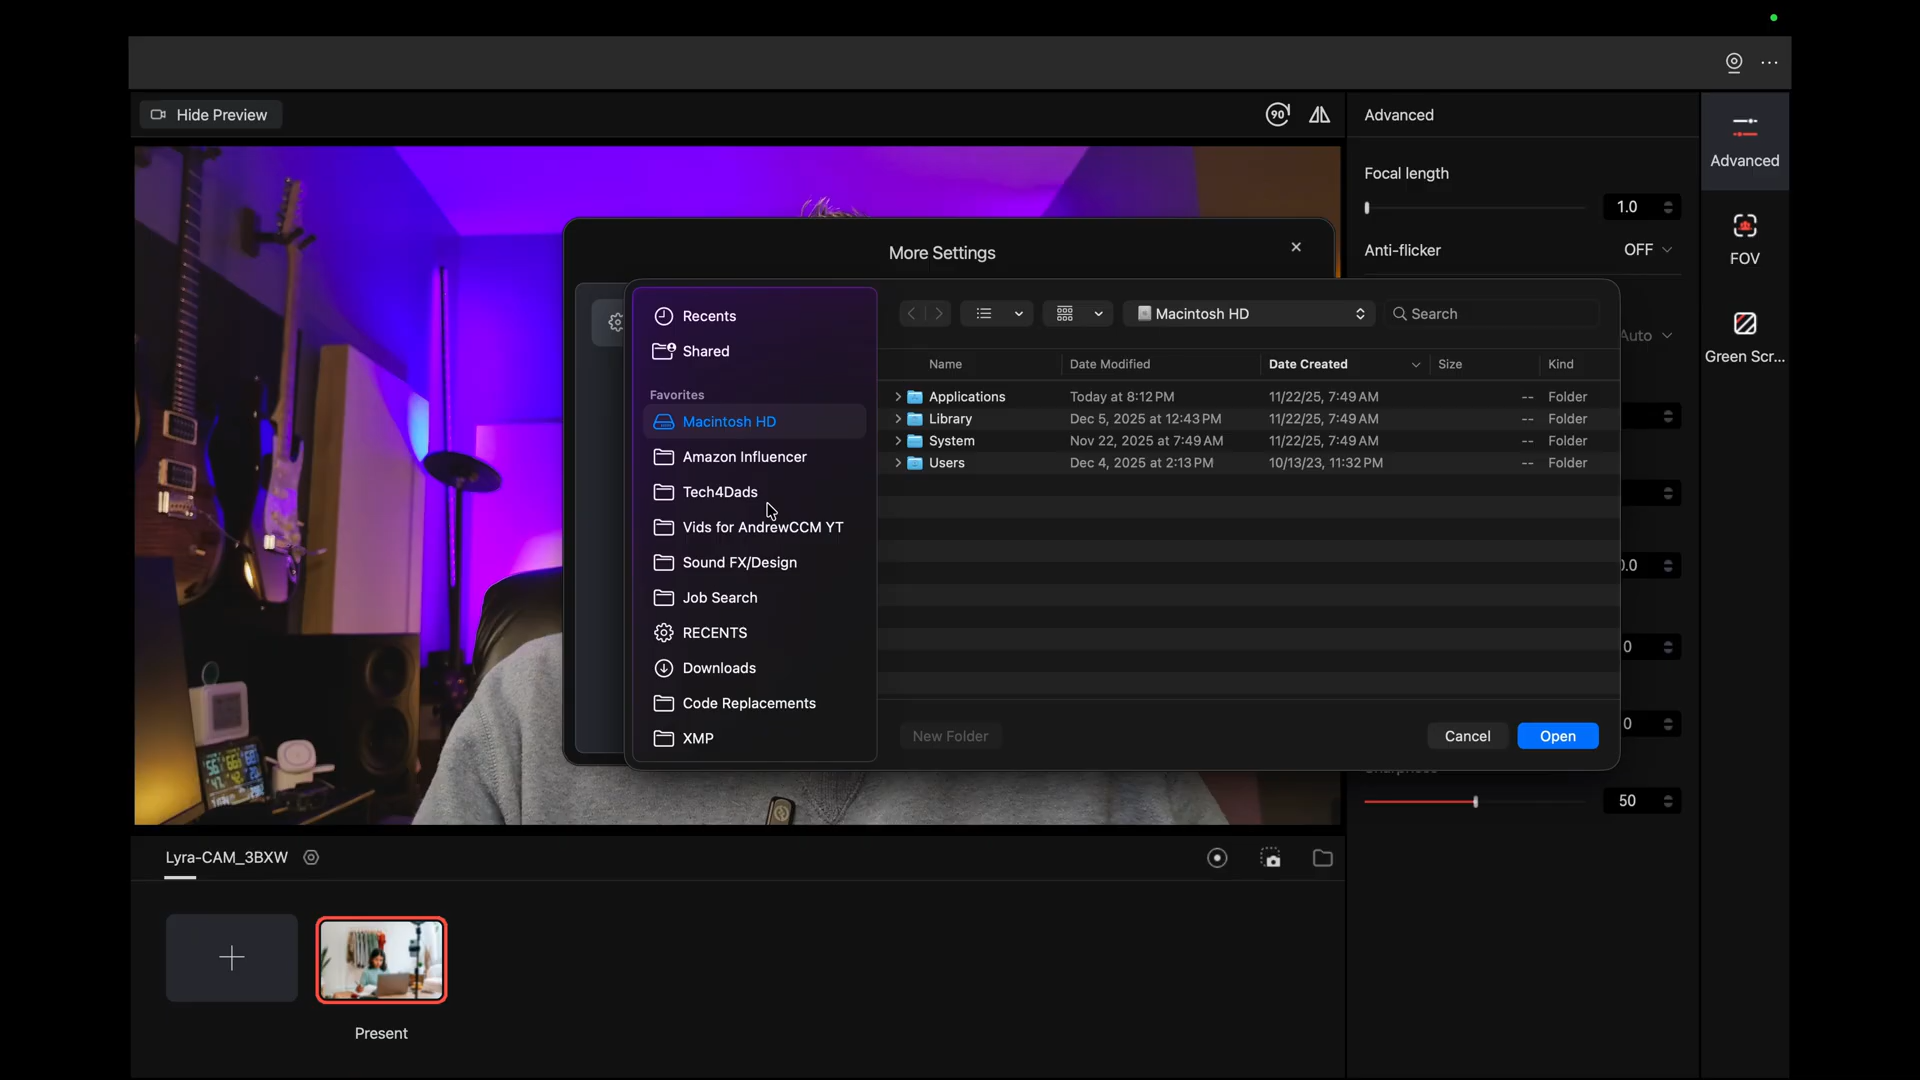 Hide Preview
90
Advanced
Advanced
FOV
Green Scr...
Focal length
1.0
Anti-flicker
OFF
Auto
More Settings
Recents
Shared
Favorites
Macintosh HD
Amazon Influencer
Tech4Dads
Vids for AndrewCCM YT
Sound FX/Design
Job Search
RECENTS
Downloads
Code Replacements
XMP
Macintosh HD
Search
Name Date Modified Date Created Size Kind
Applications Today at 8:12 PM 11/22/25, 7:49 AM -- Folder
Library Dec 5, 2025 at 12:43 PM 11/22/25, 7:49 AM -- Folder
System Nov 22, 2025 at 7:49 AM 11/22/25, 7:49 AM -- Folder
Users Dec 4, 2025 at 2:13 PM 10/13/23, 11:32 PM -- Folder
New Folder
Cancel
Open
0
0
50
Lyra-CAM_3BXW
Present